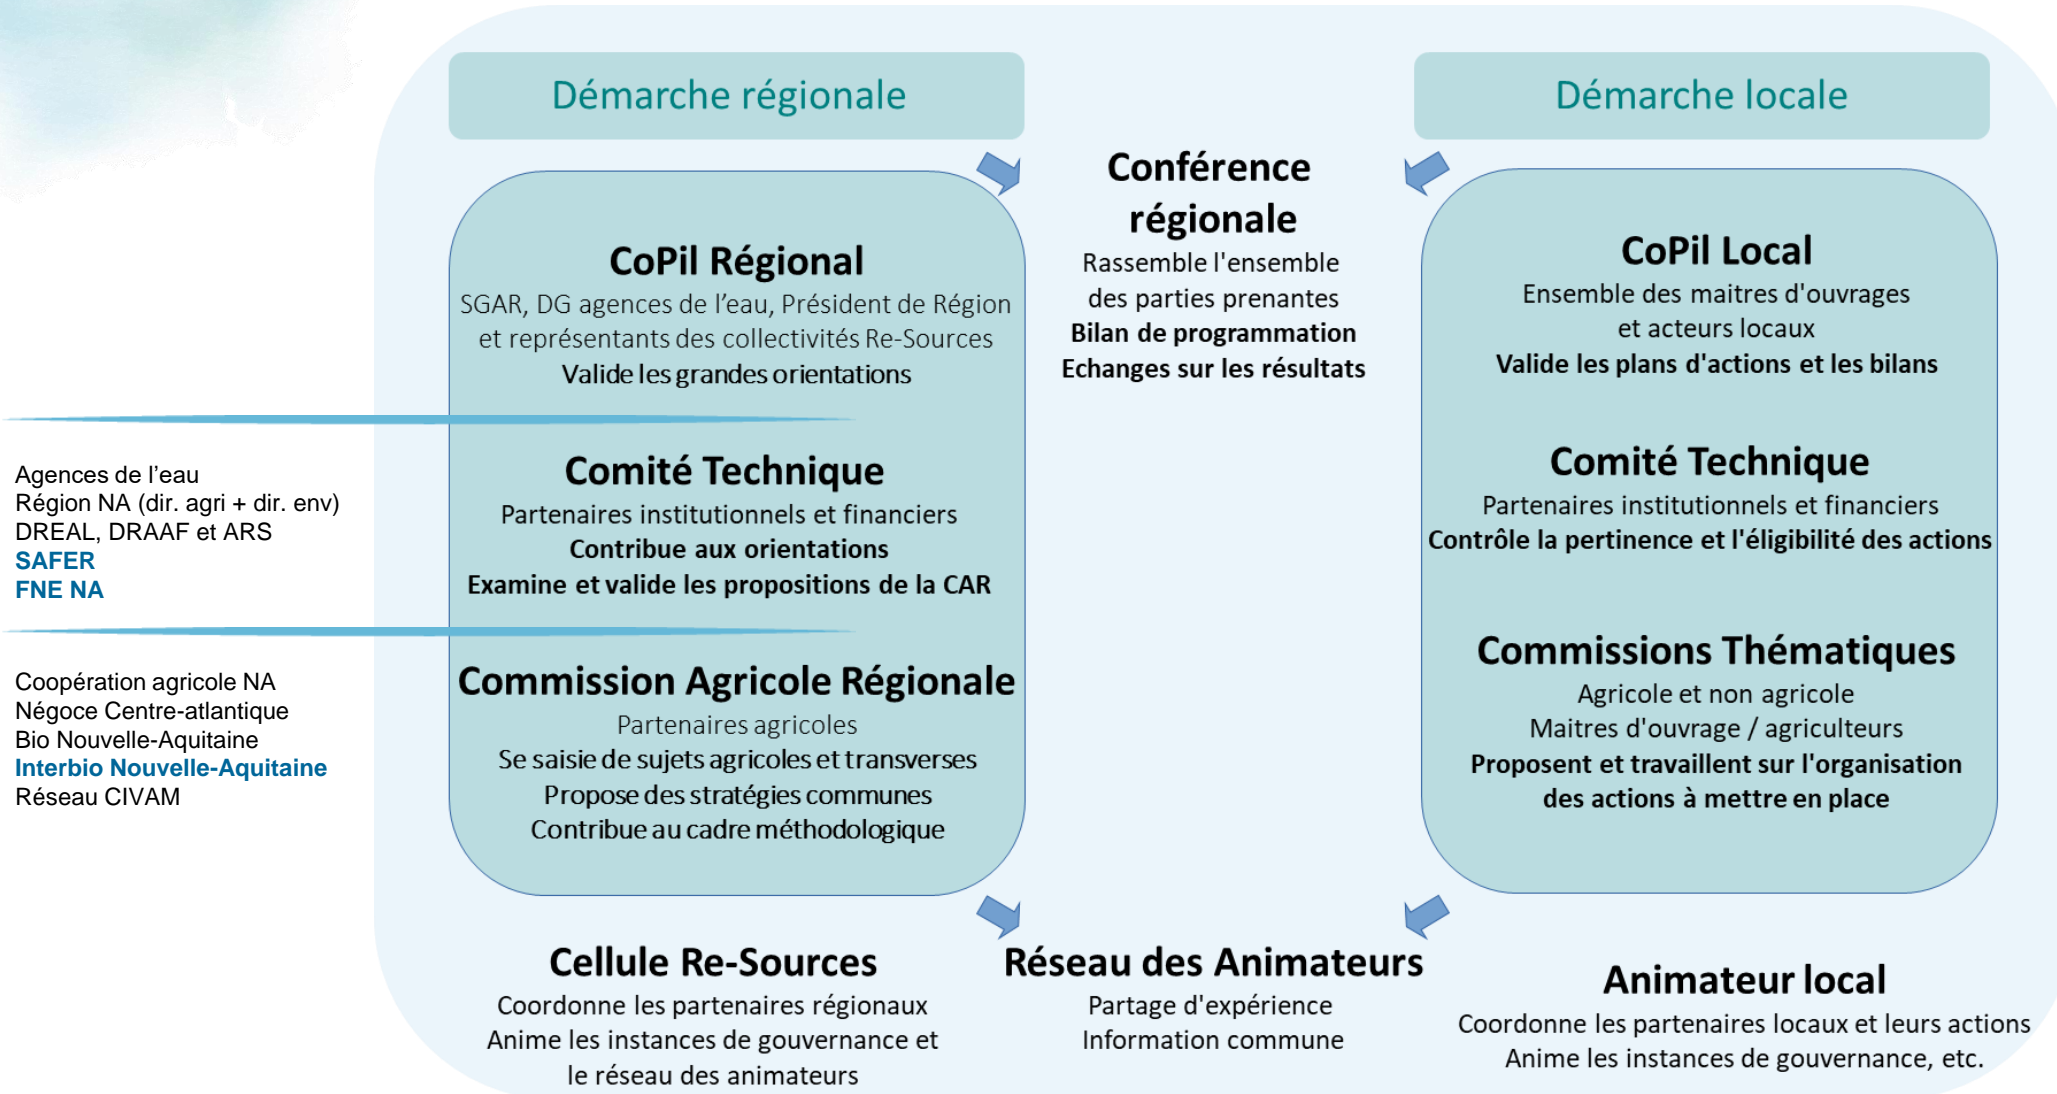 Démarche régionale
Démarche locale
Conférence
régionale
Rassemble l'ensemble
des parties prenantes
Bilan de programmation
Echanges sur les résultats
CoPil Régional
SGAR, DG agences de l’eau, Président de Région
et représentants des collectivités Re-Sources
Valide les grandes orientations
CoPil Local
Ensemble des maitres d'ouvrages
et acteurs locaux
Valide les plans d'actions et les bilans
Agences de l’eau
Région NA (dir. agri + dir. env)
DREAL, DRAAF et ARS
SAFER
FNE NA
Comité Technique
Partenaires institutionnels et financiers
Contribue aux orientations
Examine et valide les propositions de la CAR
Comité Technique
Partenaires institutionnels et financiers
Contrôle la pertinence et l'éligibilité des actions
Coopération agricole NA
Négoce Centre-atlantique
Bio Nouvelle-Aquitaine
Interbio Nouvelle-Aquitaine
Réseau CIVAM
Commission Agricole Régionale
Partenaires agricoles
Se saisie de sujets agricoles et transverses
Propose des stratégies communes
Contribue au cadre méthodologique
Commissions Thématiques
Agricole et non agricole
Maitres d'ouvrage / agriculteurs
Proposent et travaillent sur l'organisation
des actions à mettre en place
Cellule Re-Sources
Coordonne les partenaires régionaux
Anime les instances de gouvernance et
le réseau des animateurs
Réseau des Animateurs
Partage d'expérience
Information commune
Animateur local
Coordonne les partenaires locaux et leurs actions
Anime les instances de gouvernance, etc.